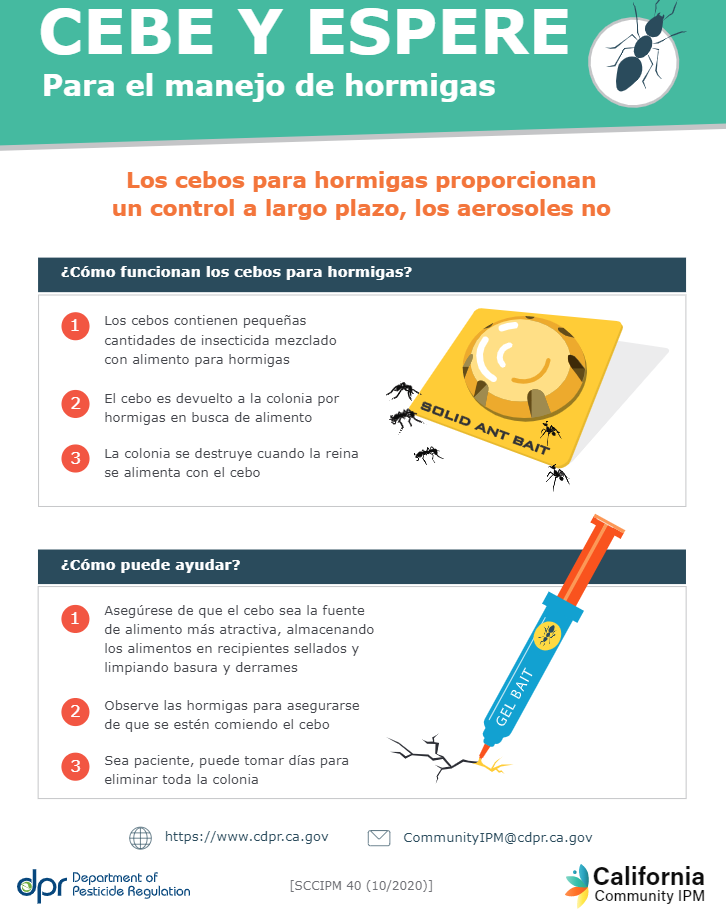 CEBE Y ESPERE
Para el manejo de hormigas
Los cebos para hormigas proporcionan
un control a largo plazo, los aerosoles no
¿Cómo funcionan los cebos para hormigas?
1
Los cebos contienen pequeñas
cantidades de insecticida mezclado
con alimento para hormigas
2
El cebo es devuelto a la colonia por
hormigas en busca de alimento
3
La colonia se destruye cuando la reina
se alimenta con el cebo
SOLID ANT BAIT
¿Cómo puede ayudar?
1
Asegúrese de que el cebo sea la fuente
de alimento más atractiva, almacenando
los alimentos en recipientes sellados y
limpiando basura y derrames
2
Observe las hormigas para asegurarse
de que se estén comiendo el cebo
3
Sea paciente, puede tomar días para
eliminar toda la colonia
GEL BAIT
https://www.cdpr.ca.gov
CommunityIPM@cdpr.ca.gov
dpr
Department of
Pesticide Regulation
[SCCIPM 40 (10/2020)]
California
Community IPM